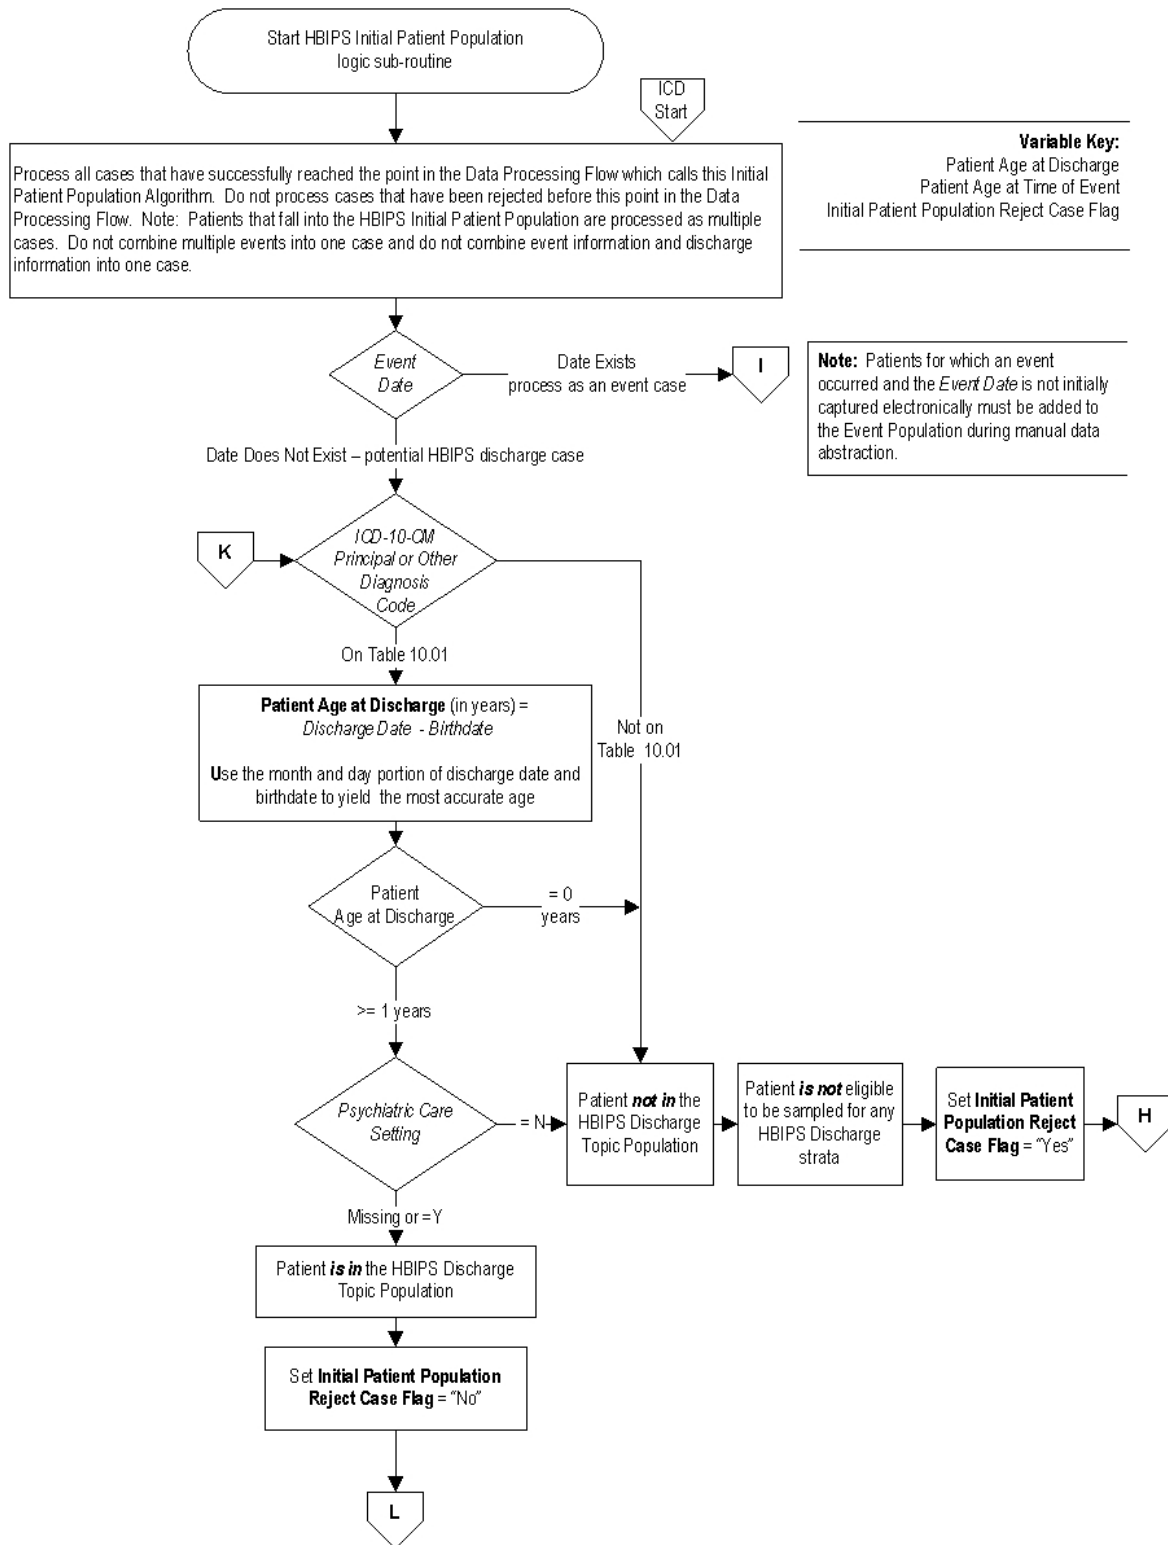 Start HBIPS Initial Patient Population
logic sub-routine
ICD
Start
Variable Key:
Patient Age at Discharge
Patient Age at Time of Event
Initial Patient Population Reject Case Flag
Process all cases that have successfully reached the point in the Data Processing Flow which calls this Initial
Patient Population Algorithm. Do not process cases that have been rejected before this point in the Data
Processing Flow. Note: Patients that fall into the HBIPS Initial Patient Population are processed as multiple
cases. Do not combine multiple events into one case and do not combine event information and discharge
information into one case.
Event
Date
Date Exists
process as an event case
I
Note: Patients for which an event
occurred and the Event Date is not initially
captured electronically must be added to
the Event Population during manual data
abstraction.
Date Does Not Exist – potential HBIPS discharge case
K
ICD-10-CM
Principal or Other
Diagnosis
Code
On Table 10.01
Not on
Table 10.01
Patient Age at Discharge (in years) =
Discharge Date - Birthdate
Use the month and day portion of discharge date and
birthdate to yield the most accurate age
Patient
Age at Discharge
= 0
years
>= 1 years
Psychiatric Care
Setting
= N
Patient not in the
HBIPS Discharge
Topic Population
Patient is not eligible
to be sampled for any
HBIPS Discharge
strata
Set Initial Patient
Population Reject
Case Flag = “Yes”
H
Missing or =Y
Patient is in the HBIPS Discharge
Topic Population
Set Initial Patient Population
Reject Case Flag = “No”
L